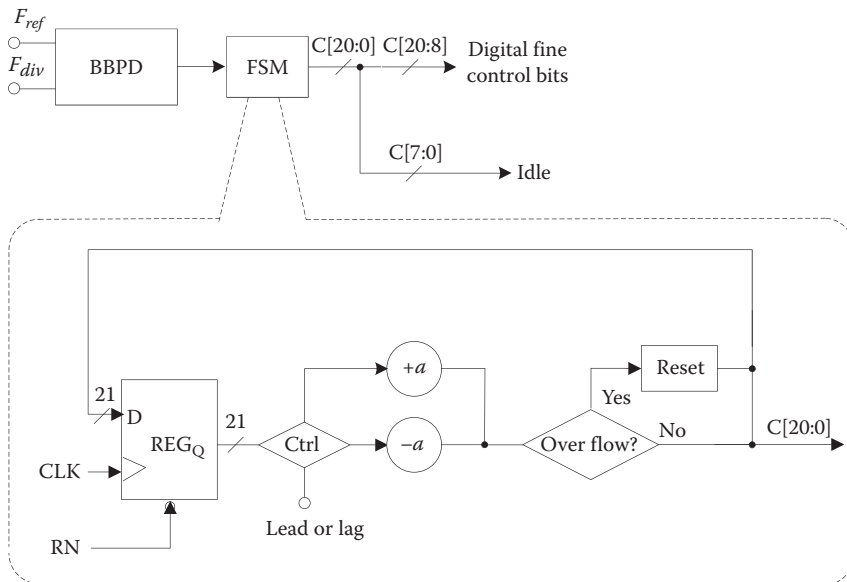 F_ref
F_div
BBPD
FSM
C[20:0]
C[20:8]
Digital fine
control bits
C[7:0]
Idle
21
D
REG_Q
CLK
RN
21
Ctrl
Lead or lag
+a
−a
Over flow?
Yes
No
Reset
C[20:0]